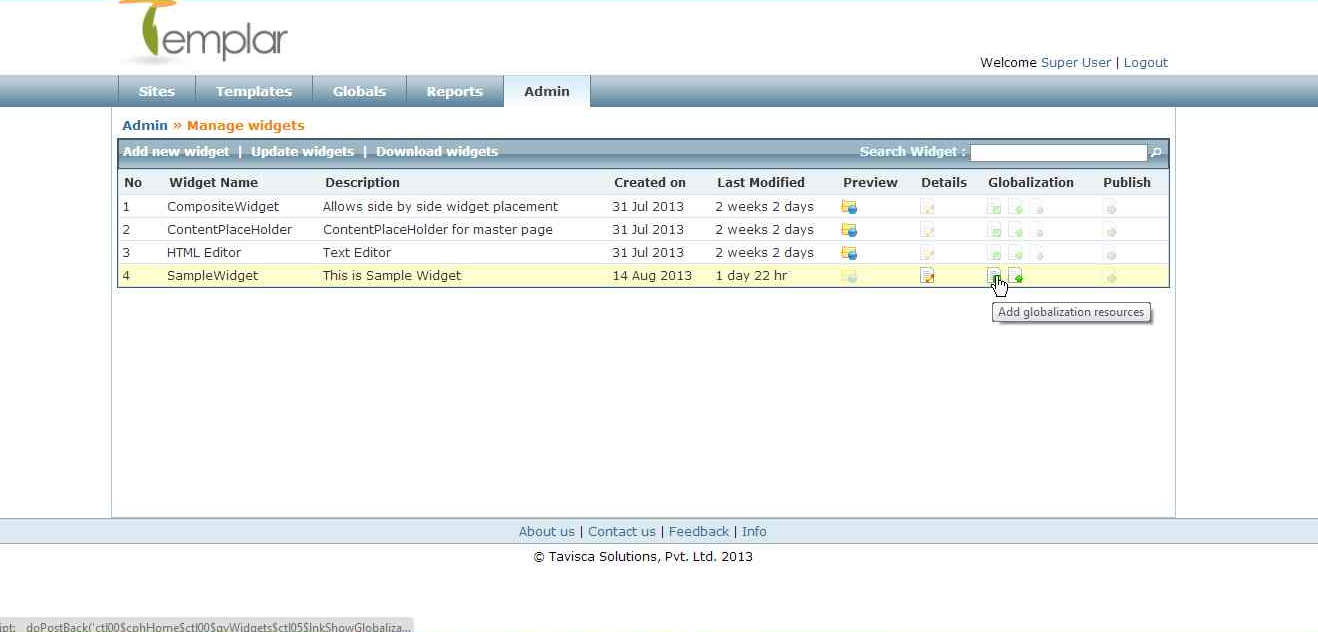 Templar
Welcome Super User | Logout
Sites Templates Globals Reports Admin
Admin » Manage widgets
Add new widget | Update widgets | Download widgets Search Widget :
No Widget Name Description Created on Last Modified Preview Details Globalization Publish
1 CompositeWidget Allows side by side widget placement 31 Jul 2013 2 weeks 2 days
2 ContentPlaceHolder ContentPlaceHolder for master page 31 Jul 2013 2 weeks 2 days
3 HTML Editor Text Editor 31 Jul 2013 2 weeks 2 days
4 SampleWidget This is Sample Widget 14 Aug 2013 1 day 22 hr
Add globalization resources
About us | Contact us | Feedback | Info
© Tavisca Solutions, Pvt. Ltd. 2013
ipt:__doPostBack('ctl00$cphHome$ctl00$gvWidgets$ctl05$lnkShowGlobaliza...